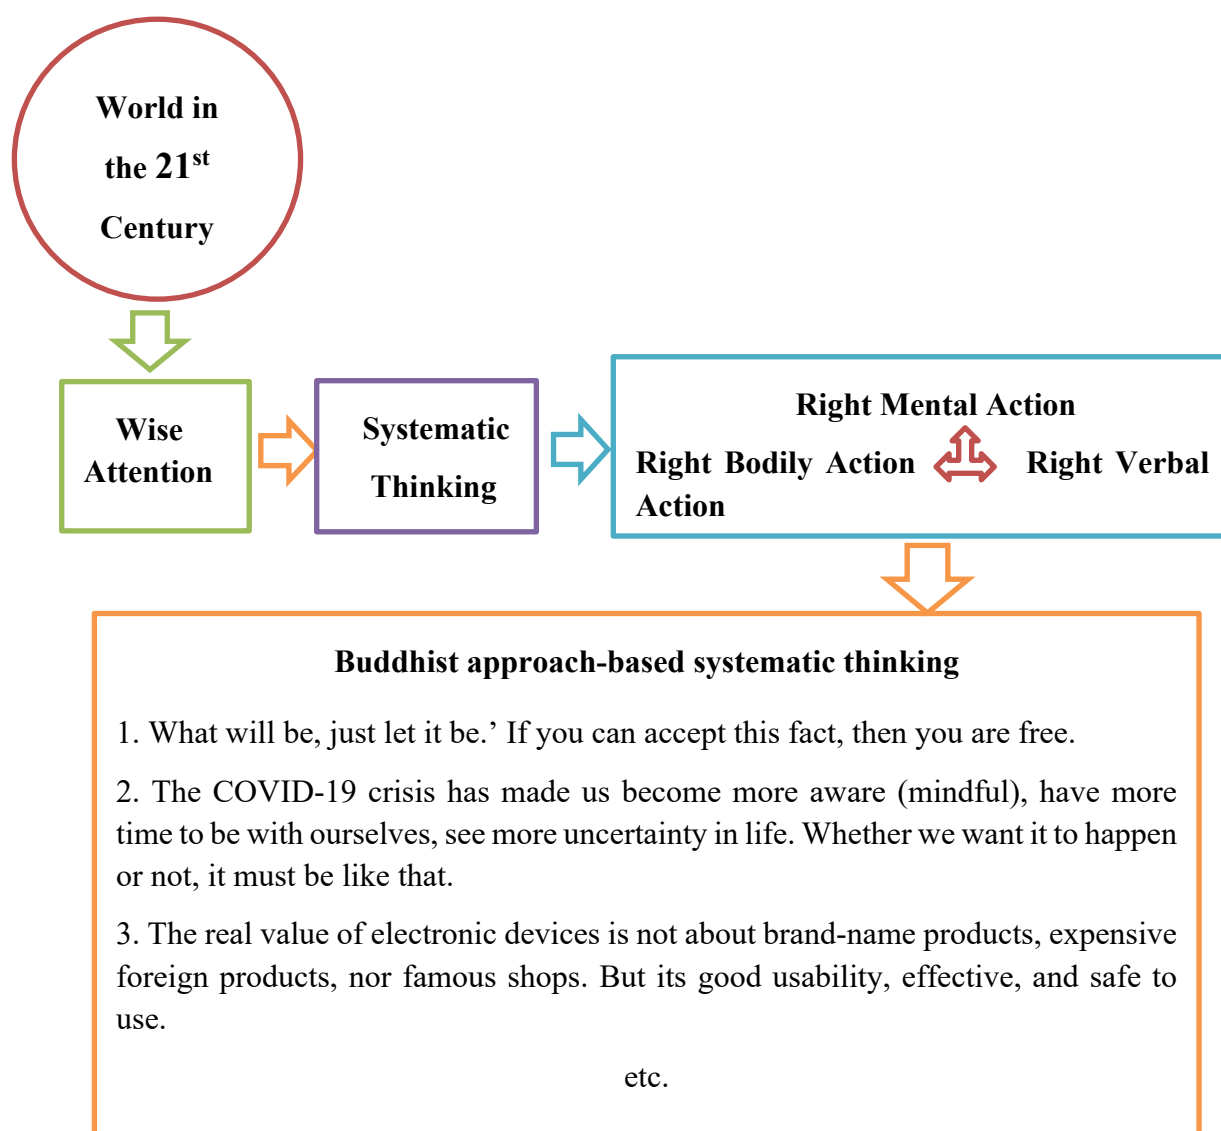 World in
the 21st
Century
Wise
Attention
Systematic
Thinking
Right Mental Action
Right Bodily Action Right Verbal
Action
Buddhist approach-based systematic thinking
1. What will be, just let it be.’ If you can accept this fact, then you are free.
2. The COVID-19 crisis has made us become more aware (mindful), have more
time to be with ourselves, see more uncertainty in life. Whether we want it to happen
or not, it must be like that.
3. The real value of electronic devices is not about brand-name products, expensive
foreign products, nor famous shops. But its good usability, effective, and safe to
use.
etc.